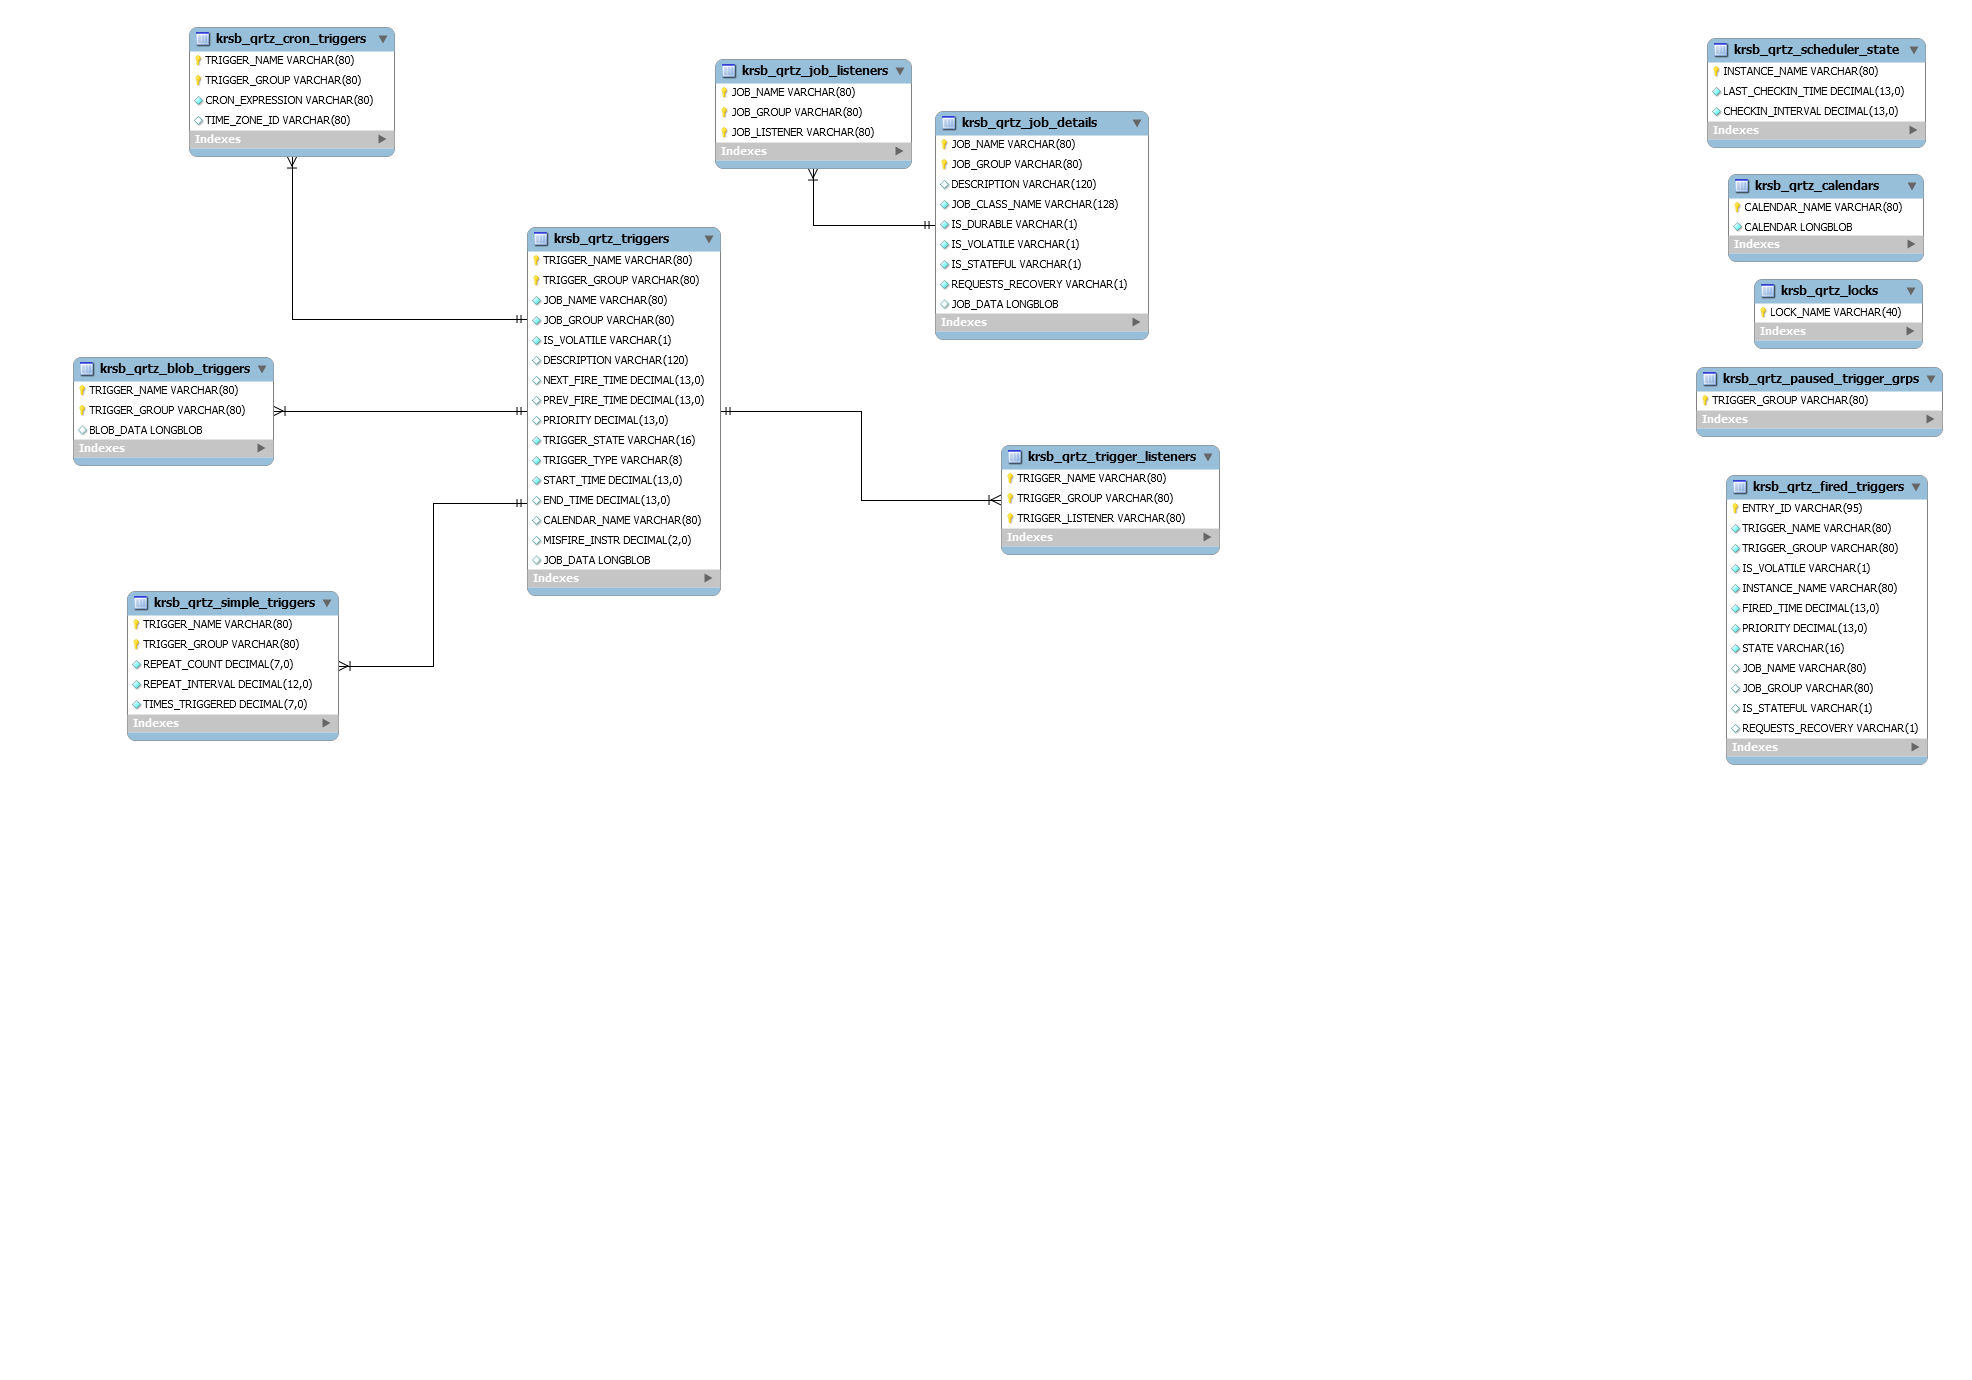 krsb_qrtz_cron_triggers
TRIGGER_NAME VARCHAR(80)
TRIGGER_GROUP VARCHAR(80)
CRON_EXPRESSION VARCHAR(80)
TIME_ZONE_ID VARCHAR(80)
Indexes
krsb_qrtz_job_listeners
JOB_NAME VARCHAR(80)
JOB_GROUP VARCHAR(80)
JOB_LISTENER VARCHAR(80)
Indexes
krsb_qrtz_job_details
JOB_NAME VARCHAR(80)
JOB_GROUP VARCHAR(80)
DESCRIPTION VARCHAR(120)
JOB_CLASS_NAME VARCHAR(128)
IS_DURABLE VARCHAR(1)
IS_VOLATILE VARCHAR(1)
IS_STATEFUL VARCHAR(1)
REQUESTS_RECOVERY VARCHAR(1)
JOB_DATA LONGBLOB
Indexes
krsb_qrtz_triggers
TRIGGER_NAME VARCHAR(80)
TRIGGER_GROUP VARCHAR(80)
JOB_NAME VARCHAR(80)
JOB_GROUP VARCHAR(80)
IS_VOLATILE VARCHAR(1)
DESCRIPTION VARCHAR(120)
NEXT_FIRE_TIME DECIMAL(13,0)
PREV_FIRE_TIME DECIMAL(13,0)
PRIORITY DECIMAL(13,0)
TRIGGER_STATE VARCHAR(16)
TRIGGER_TYPE VARCHAR(8)
START_TIME DECIMAL(13,0)
END_TIME DECIMAL(13,0)
CALENDAR_NAME VARCHAR(80)
MISFIRE_INSTR DECIMAL(2,0)
JOB_DATA LONGBLOB
Indexes
krsb_qrtz_blob_triggers
TRIGGER_NAME VARCHAR(80)
TRIGGER_GROUP VARCHAR(80)
BLOB_DATA LONGBLOB
Indexes
krsb_qrtz_trigger_listeners
TRIGGER_NAME VARCHAR(80)
TRIGGER_GROUP VARCHAR(80)
TRIGGER_LISTENER VARCHAR(80)
Indexes
krsb_qrtz_simple_triggers
TRIGGER_NAME VARCHAR(80)
TRIGGER_GROUP VARCHAR(80)
REPEAT_COUNT DECIMAL(7,0)
REPEAT_INTERVAL DECIMAL(12,0)
TIMES_TRIGGERED DECIMAL(7,0)
Indexes
krsb_qrtz_scheduler_state
INSTANCE_NAME VARCHAR(80)
LAST_CHECKIN_TIME DECIMAL(13,0)
CHECKIN_INTERVAL DECIMAL(13,0)
Indexes
krsb_qrtz_calendars
CALENDAR_NAME VARCHAR(80)
CALENDAR LONGBLOB
Indexes
krsb_qrtz_locks
LOCK_NAME VARCHAR(40)
Indexes
krsb_qrtz_paused_trigger_grps
TRIGGER_GROUP VARCHAR(80)
Indexes
krsb_qrtz_fired_triggers
ENTRY_ID VARCHAR(95)
TRIGGER_NAME VARCHAR(80)
TRIGGER_GROUP VARCHAR(80)
IS_VOLATILE VARCHAR(1)
INSTANCE_NAME VARCHAR(80)
FIRED_TIME DECIMAL(13,0)
PRIORITY DECIMAL(13,0)
STATE VARCHAR(16)
JOB_NAME VARCHAR(80)
JOB_GROUP VARCHAR(80)
IS_STATEFUL VARCHAR(1)
REQUESTS_RECOVERY VARCHAR(1)
Indexes